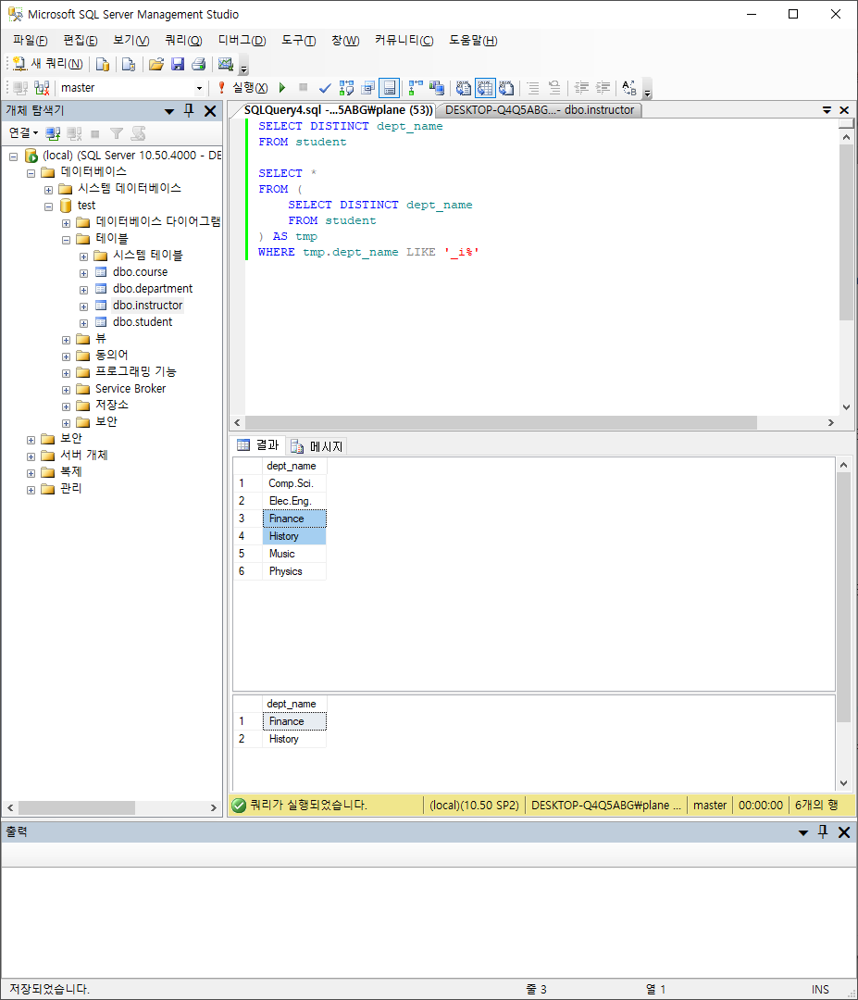 Microsoft SQL Server Management Studio
파일(F) 편집(E) 보기(V) 쿼리(Q) 디버그(D) 도구(T) 창(W) 커뮤니티(C) 도움말(H)
새 쿼리(N)
master 실행(X)
개체 탐색기
연결
(local) (SQL Server 10.50.4000 - DE
데이터베이스
시스템 데이터베이스
test
데이터베이스 다이어그램
테이블
시스템 테이블
dbo.course
dbo.department
dbo.instructor
dbo.student
뷰
동의어
프로그래밍 기능
Service Broker
저장소
보안
보안
서버 개체
복제
관리
SQLQuery4.sql -...5ABG₩plane (53)) DESKTOP-Q4Q5ABG...- dbo.instructor
SELECT DISTINCT dept_name
FROM student
SELECT *
FROM (
SELECT DISTINCT dept_name
FROM student
) AS tmp
WHERE tmp.dept_name LIKE '_i%'
결과 메시지
dept_name
1 Comp.Sci.
2 Elec.Eng.
3 Finance
4 History
5 Music
6 Physics
dept_name
1 Finance
2 History
쿼리가 실행되었습니다. (local)(10.50 SP2) DESKTOP-Q4Q5ABG₩plane ... master 00:00:00 6개의 행
출력
저장되었습니다. 줄 3 열 1 INS